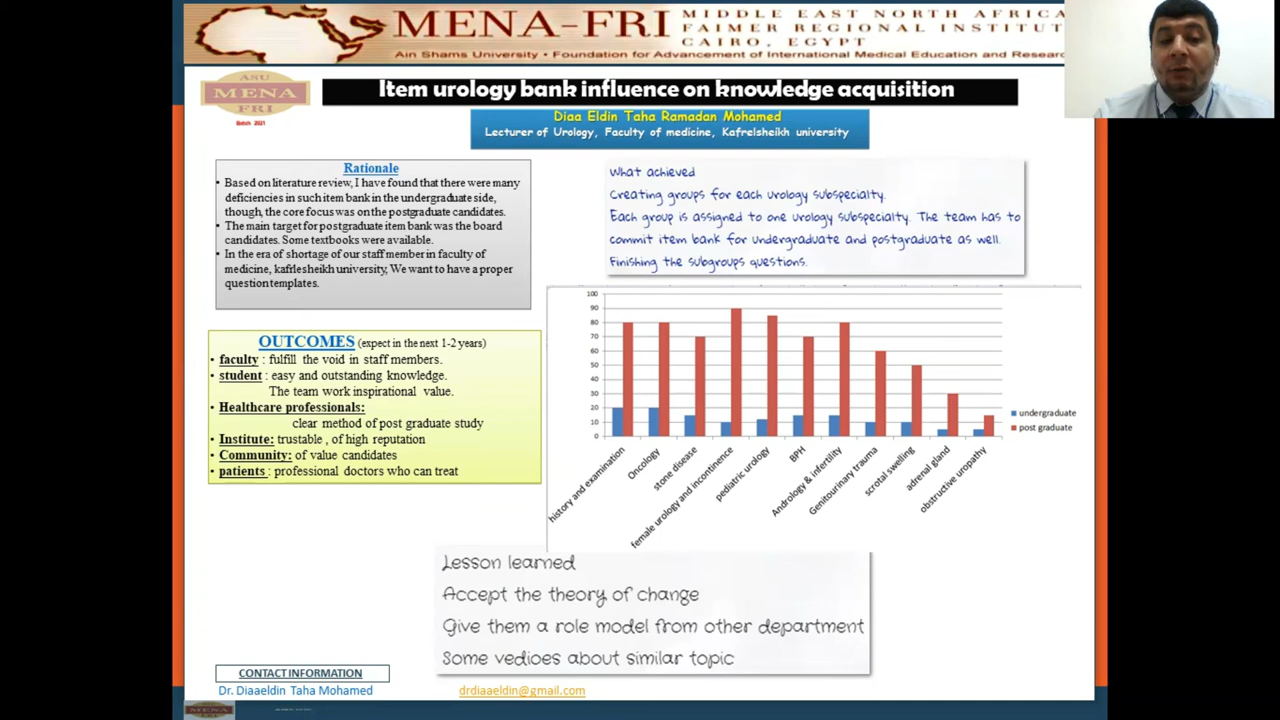 MENA-FRI
MIDDLE EAST NORTH AFRICA
FAIMER REGIONAL INSTITUT
CAIRO, EGYPT
Ain Shams University • Foundation for Advancement of International Medical Education and Resear
ASU
MENA
FRI
Batch 2021
Item urology bank influence on knowledge acquisition
Diaa Eldin Taha Ramadan Mohamed
Lecturer of Urology, Faculty of medicine, Kafrelsheikh university
Rationale
• Based on literature review, I have found that there were many
deficiencies in such item bank in the undergraduate side,
though, the core focus was on the postgraduate candidates.
• The main target for postgraduate item bank was the board
candidates. Some textbooks were available.
• In the era of shortage of our staff member in faculty of
medicine, kafrlesheikh university, We want to have a proper
question templates.
OUTCOMES (expect in the next 1-2 years)
• faculty : fulfill the void in staff members.
• student : easy and outstanding knowledge.
The team work inspirational value.
• Healthcare professionals:
clear method of post graduate study
• Institute: trustable , of high reputation
• Community: of value candidates
• patients : professional doctors who can treat
What achieved
Creating groups for each urology subspecialty.
Each group is assigned to one urology subspecialty. The team has to
commit item bank for undergraduate and postgraduate as well.
Finishing the subgroups questions.
100
90
80
70
60
50
40
30
20
10
0
history and examination
Oncology
stone disease
female urology and incontinence
pediatric urology
BPH
Andrology & infertility
Genitourinary trauma
scrotal swelling
adrenal gland
obstructive uropathy
undergraduate
post graduate
Lesson learned
Accept the theory of change
Give them a role model from other department
Some vedioes about similar topic
CONTACT INFORMATION
Dr. Diaaeldin Taha Mohamed
drdiaaeldin@gmail.com
MENA